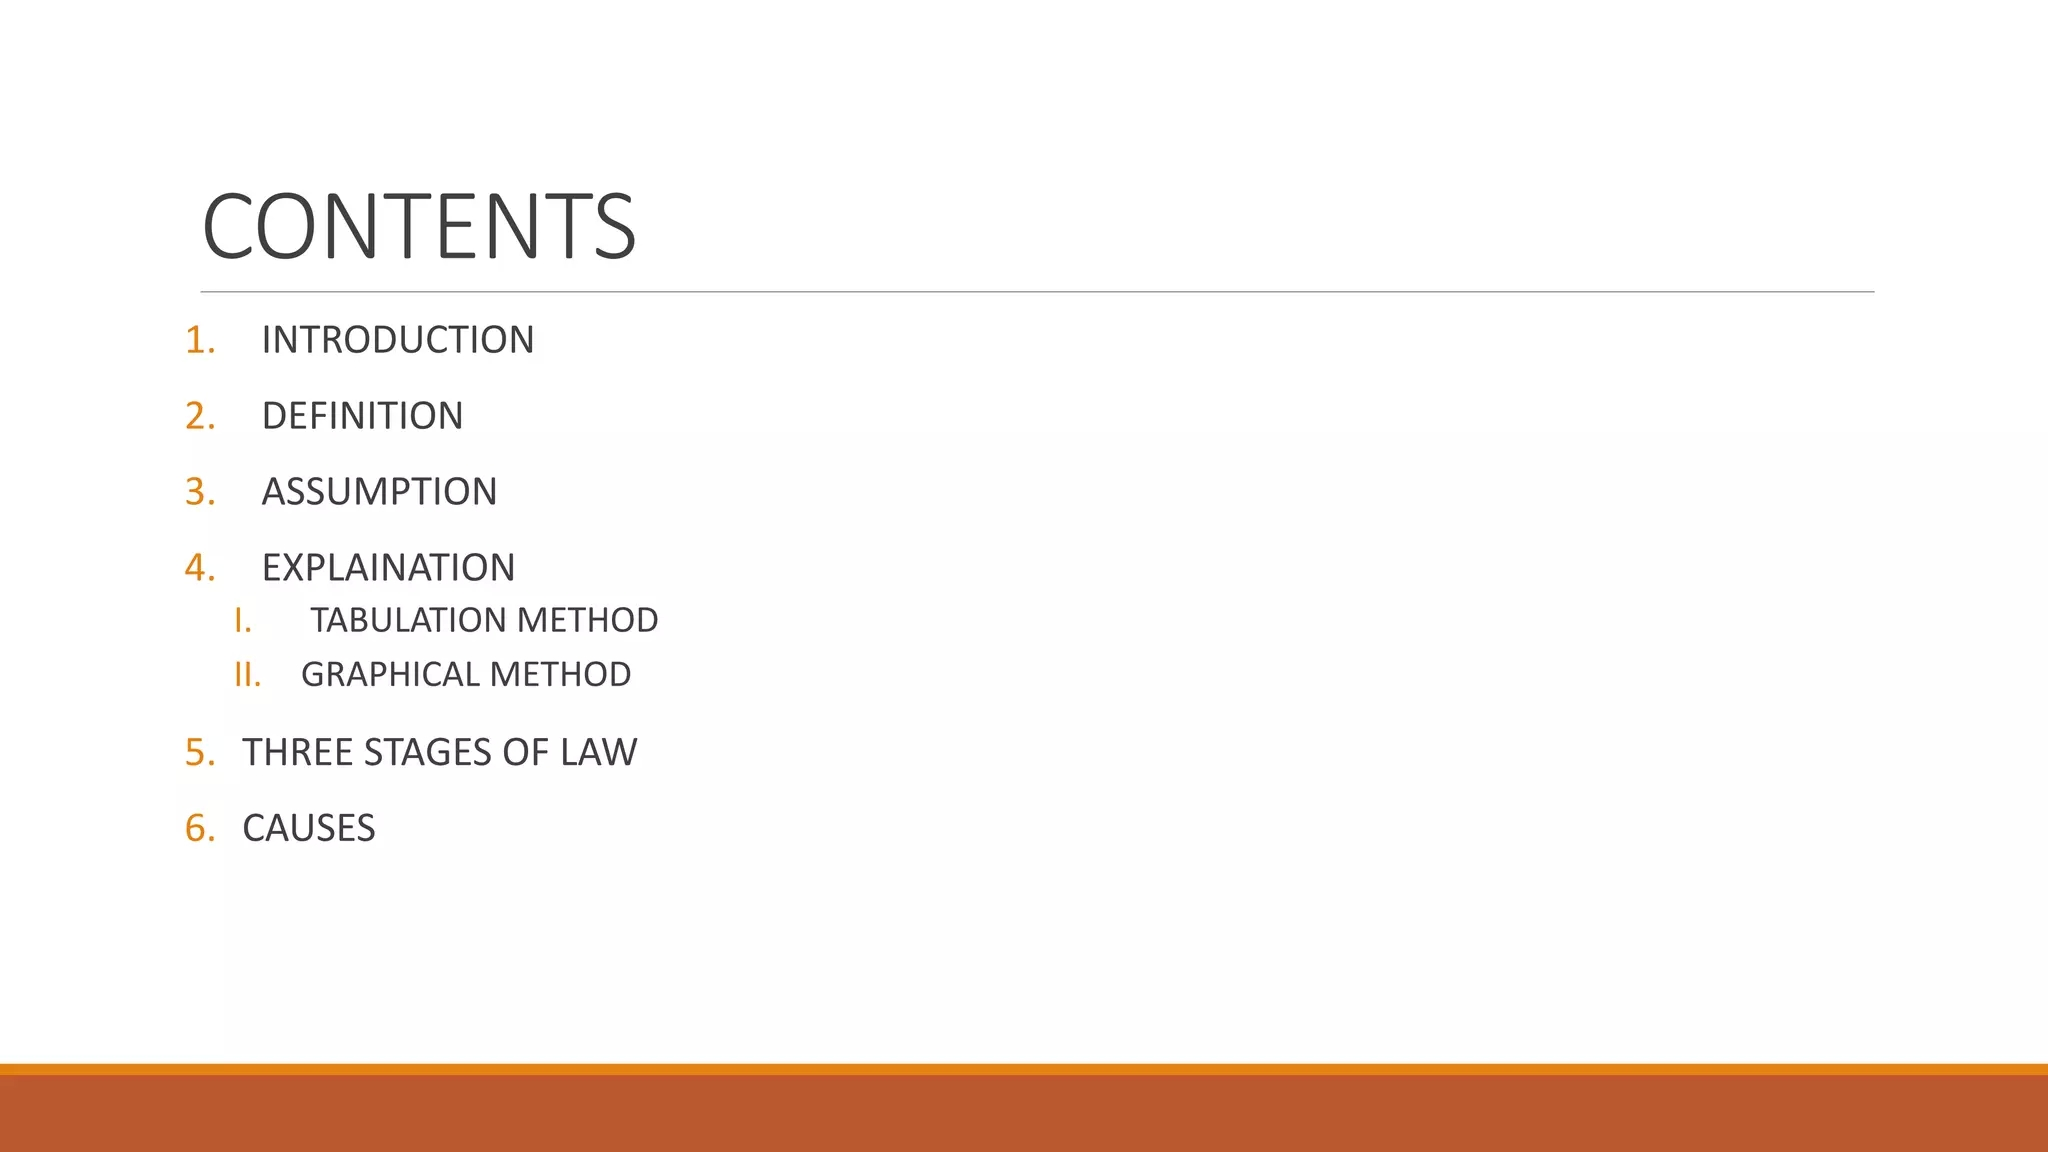 CONTENTS
1. INTRODUCTION
2. DEFINITION
3. ASSUMPTION
4. EXPLAINATION
I. TABULATION METHOD
II. GRAPHICAL METHOD
5. THREE STAGES OF LAW
6. CAUSES